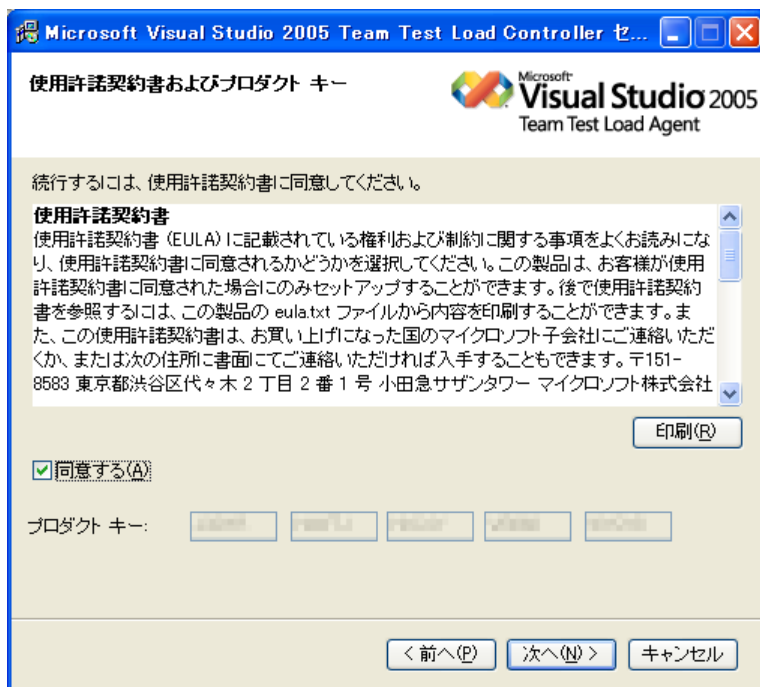 Microsoft Visual Studio 2005 Team Test Load Controller セ...
使用許諾契約書およびプロダクト キー
Microsoft
Visual Studio 2005
Team Test Load Agent
続行するには、使用許諾契約書に同意してください。
使用許諾契約書
使用許諾契約書 (EULA) に記載されている権利および制約に関する事項をよくお読みにな
り、使用許諾契約書に同意されるかどうかを選択してください。この製品は、お客様が使用
許諾契約書に同意された場合にのみセットアップすることができます。後で使用許諾契約
書を参照するには、この製品の eula.txt ファイルから内容を印刷することができます。ま
た、この使用許諾契約書は、お買い上げになった国のマイクロソフト子会社にご連絡いただ
くか、または次の住所に書面にてご連絡いただければ入手することもできます。〒151-
8583 東京都渋谷区代々木 2 丁目 2 番 1 号 小田急サザンタワー マイクロソフト株式会社
印刷(R)
同意する(A)
プロダクト キー:
< 前へ(P)
次へ(N) >
キャンセル